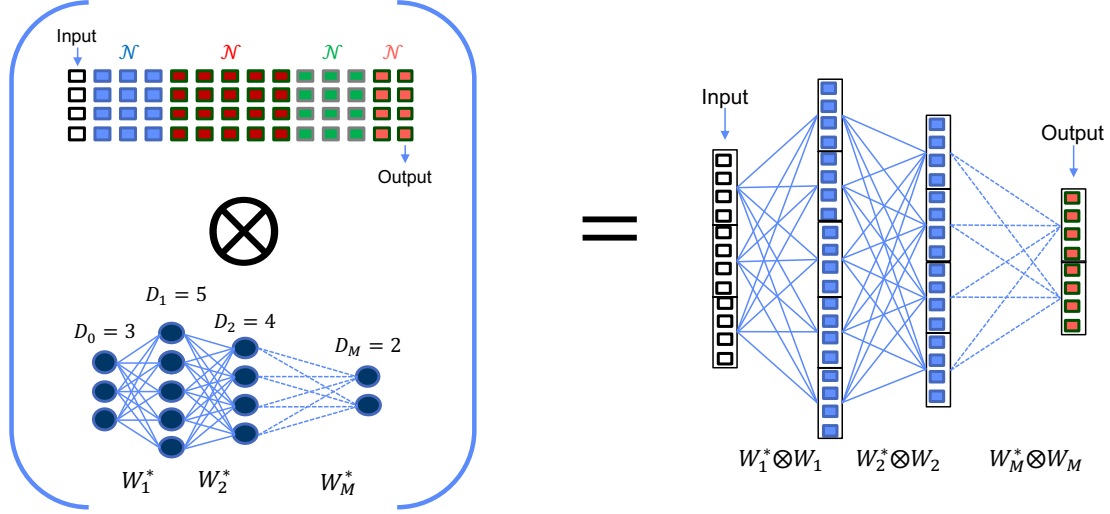 Input
𝒩 𝒩 𝒩 𝒩
Output
D₁ = 5
D₀ = 3
D₂ = 4
D_M = 2
W₁* W₂* W_M*
=
Input
Output
W₁*⊗W₁ W₂*⊗W₂ W_M*⊗W_M